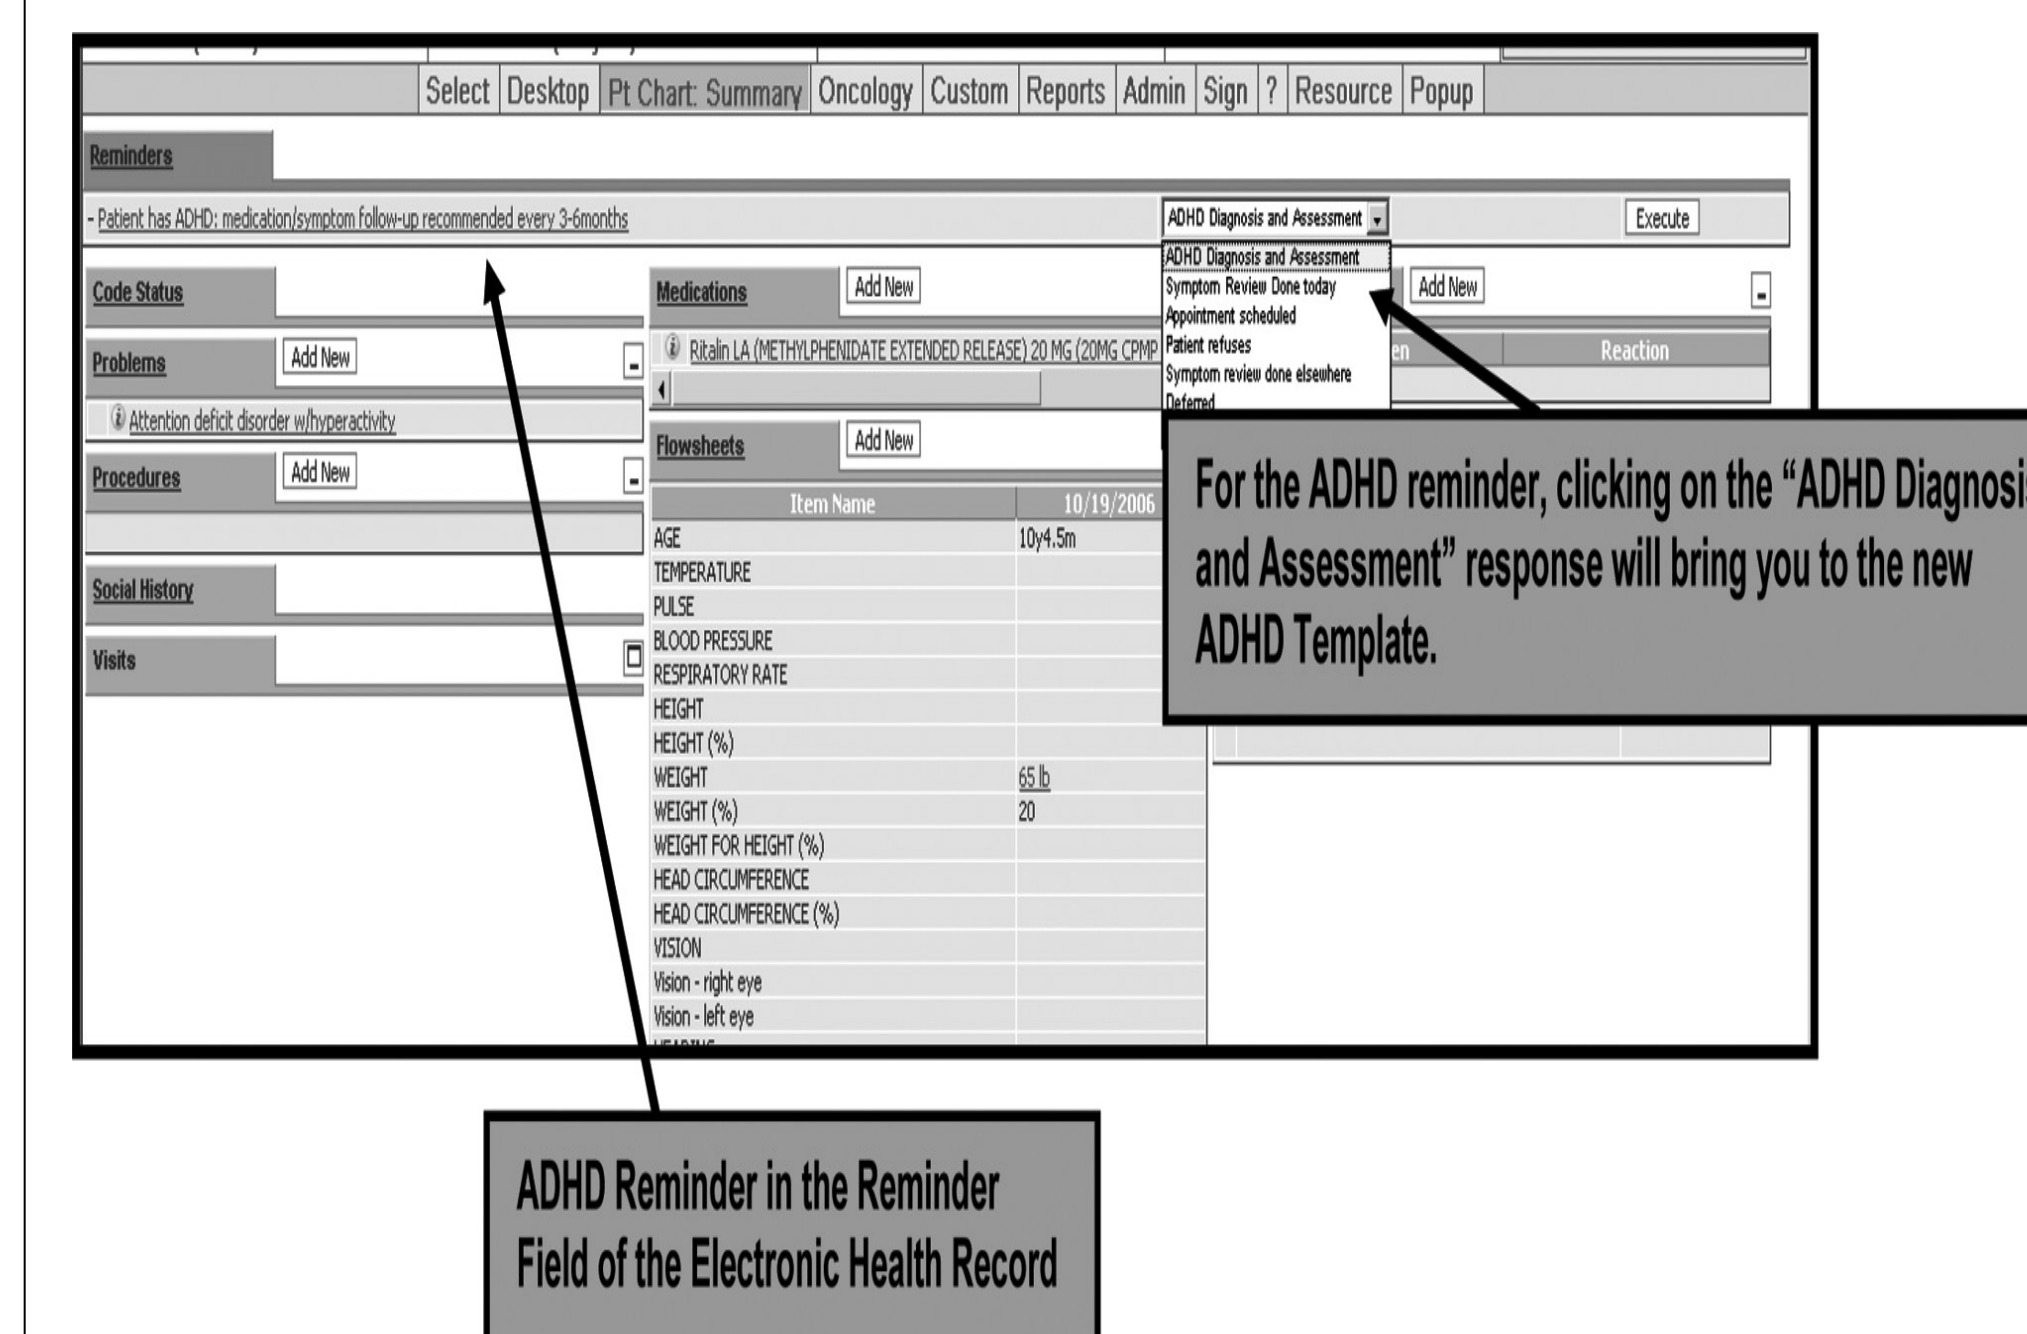 Select Desktop Pt Chart: Summary Oncology Custom Reports Admin Sign ? Resource Popup
Reminders
- Patient has ADHD: medication/symptom follow-up recommended every 3-6months
ADHD Diagnosis and Assessment
Execute
ADHD Diagnosis and Assessment
Symptom Review Done today
Appointment scheduled
Patient refuses
Symptom review done elsewhere
Deferred
Code Status
Problems Add New
Attention deficit disorder w/hyperactivity
Procedures Add New
Social History
Visits
Medications Add New
Ritalin LA (METHYLPHENIDATE EXTENDED RELEASE) 20 MG (20MG CPMP
Flowsheets Add New
Item Name 10/19/2006
AGE 10y4.5m
TEMPERATURE
PULSE
BLOOD PRESSURE
RESPIRATORY RATE
HEIGHT
HEIGHT (%)
WEIGHT 65 lb
WEIGHT (%) 20
WEIGHT FOR HEIGHT (%)
HEAD CIRCUMFERENCE
HEAD CIRCUMFERENCE (%)
VISION
Vision - right eye
Vision - left eye
Add New
en Reaction
For the ADHD reminder, clicking on the “ADHD Diagnosis
and Assessment” response will bring you to the new
ADHD Template.
ADHD Reminder in the Reminder
Field of the Electronic Health Record